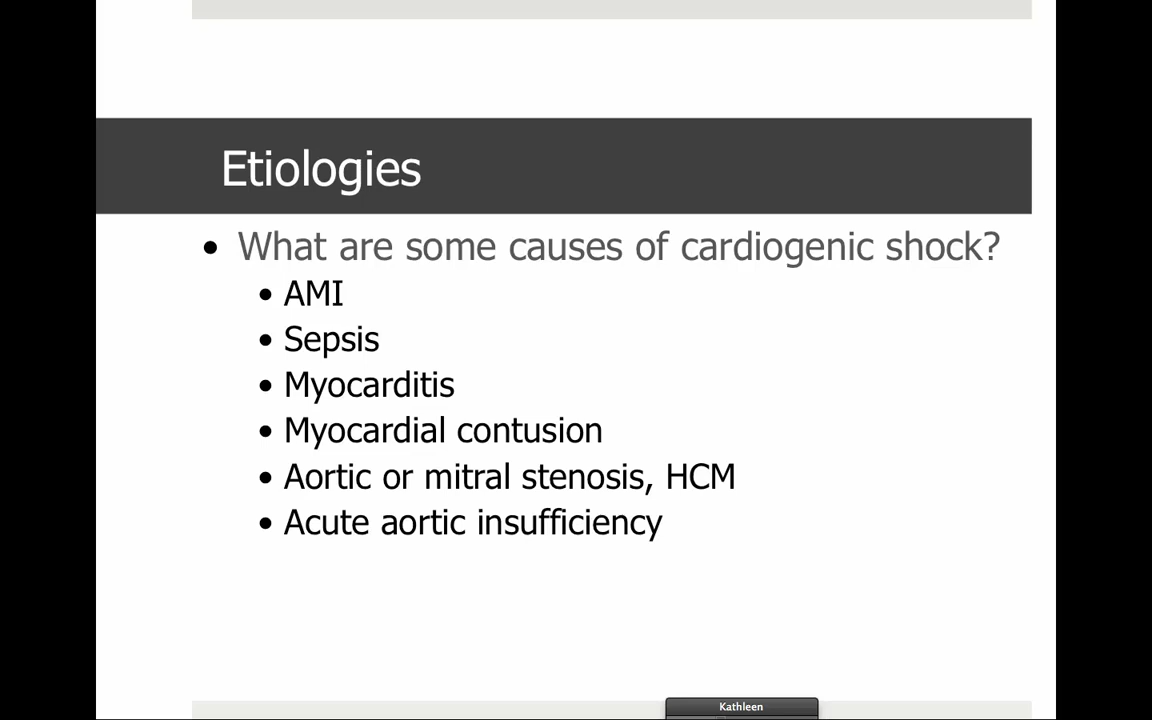 Etiologies
• What are some causes of cardiogenic shock?
• AMI
• Sepsis
• Myocarditis
• Myocardial contusion
• Aortic or mitral stenosis, HCM
• Acute aortic insufficiency
Kathleen